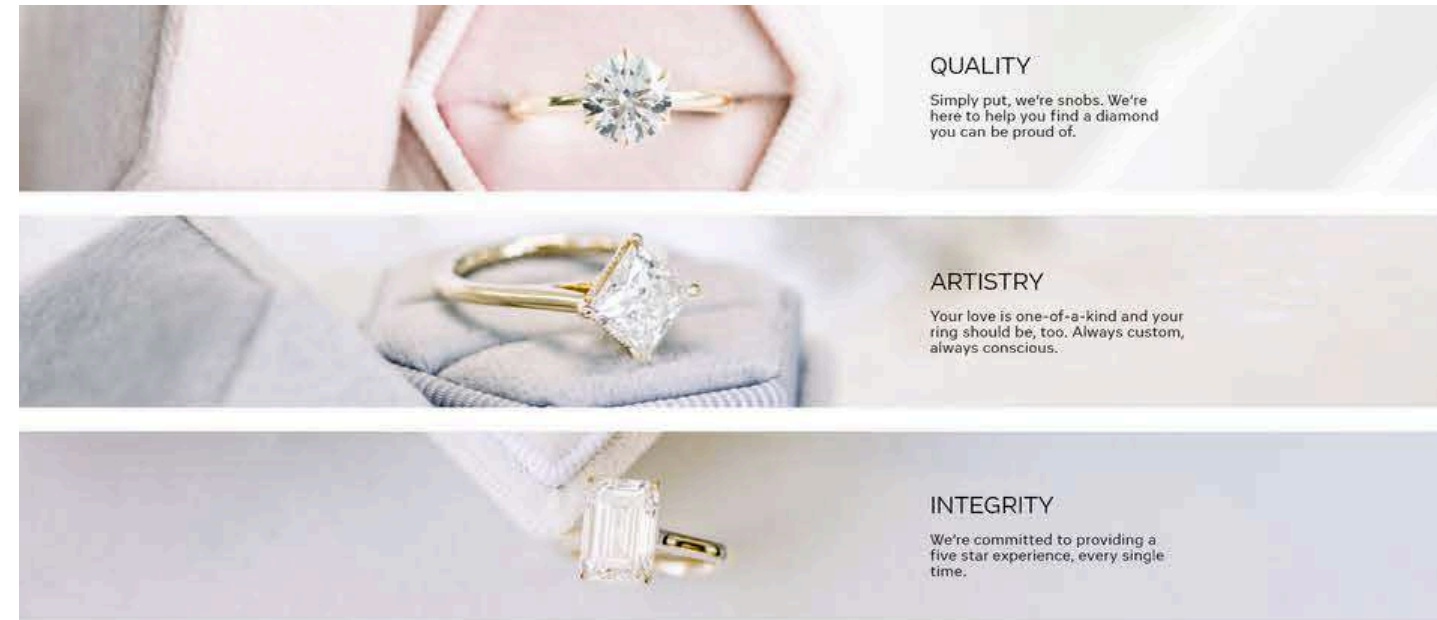 QUALITY
Simply put, we're snobs. We're
here to help you find a diamond
you can be proud of.
ARTISTRY
Your love is one-of-a-kind and your
ring should be, too. Always custom,
always conscious.
INTEGRITY
We're committed to providing a
five star experience, every single
time.